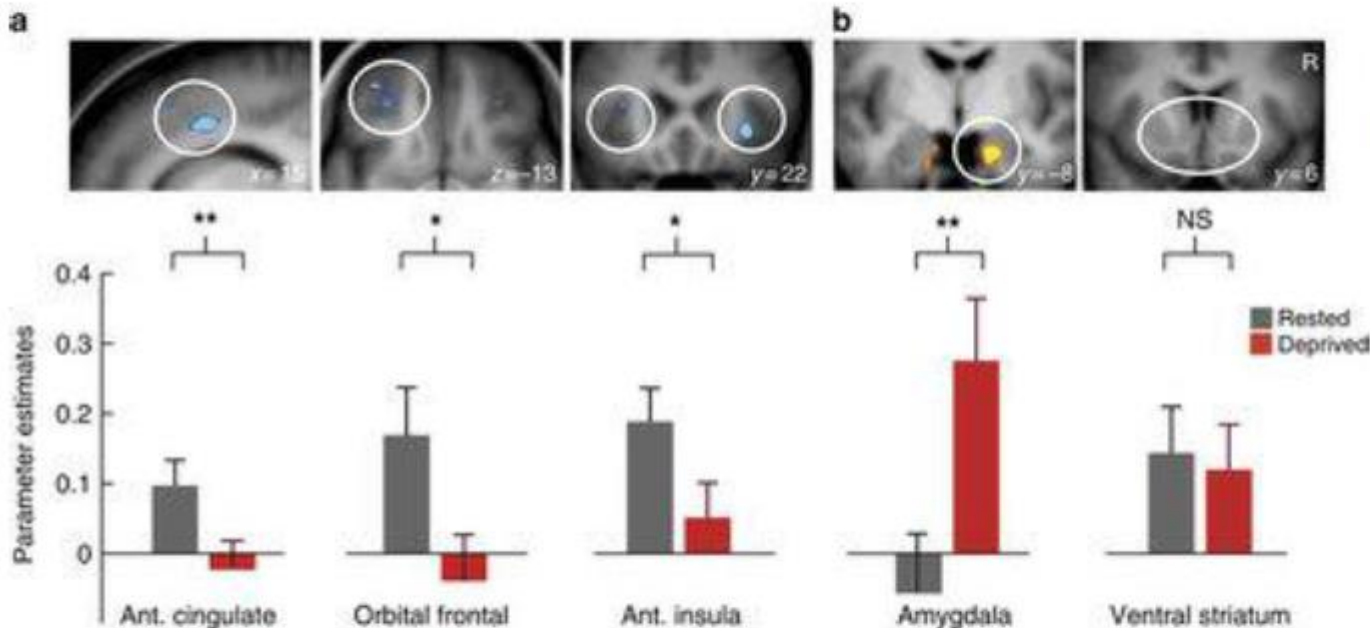 a
b
x=15
z=-13
y=22
y=-8
R
y=6
**
*
*
**
NS
0.4
0.3
0.2
0.1
0
Parameter estimates
Rested
Deprived
Ant. cingulate
Orbital frontal
Ant. insula
Amygdala
Ventral striatum